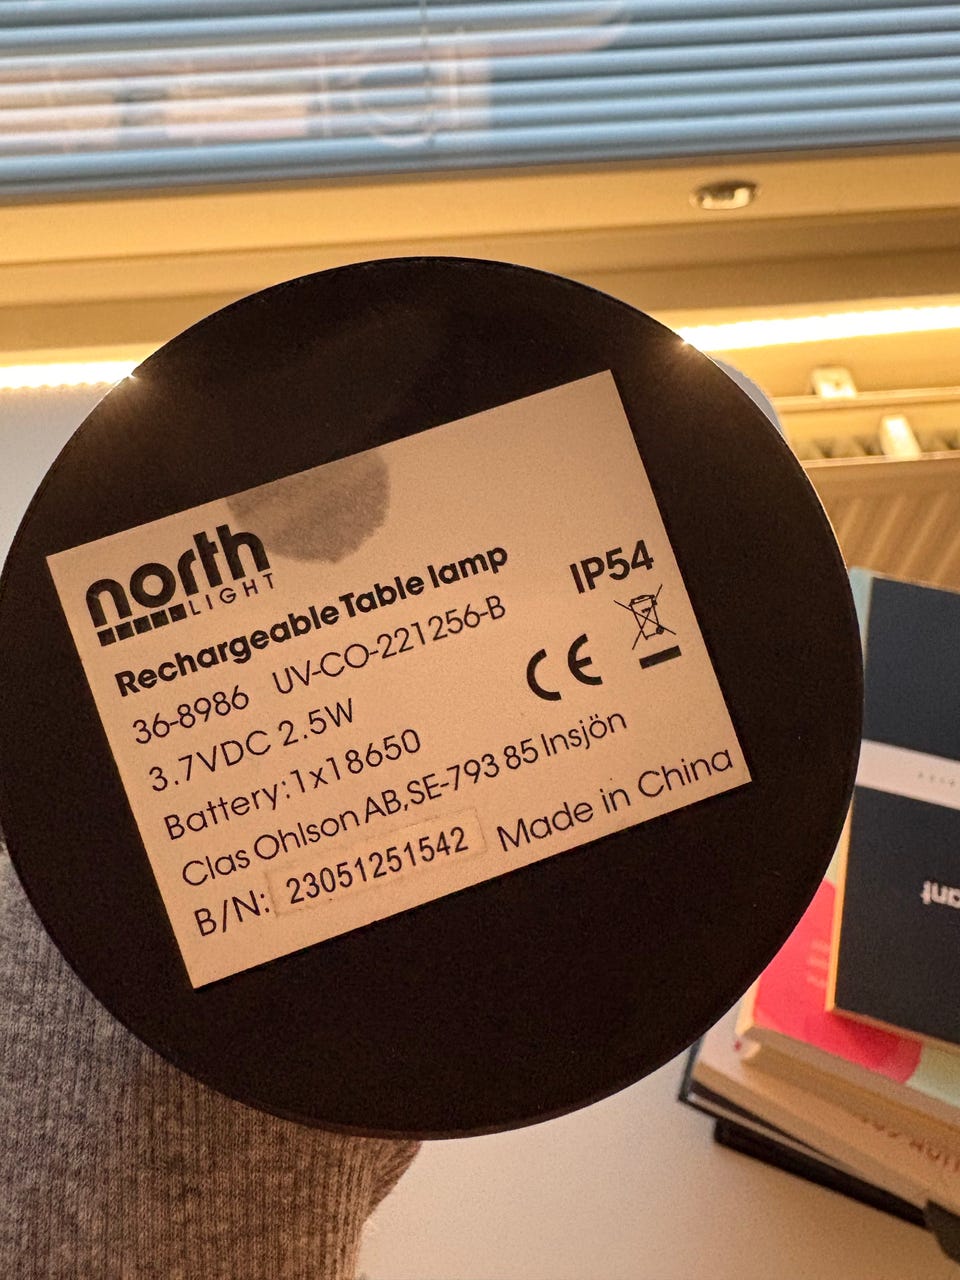 north
LIGHT
Rechargeable Table lamp
IP54
36-8986 UV-CO-221256-B
3.7VDC 2.5W
CE
Battery:1x18650
Clas Ohlson AB,SE-793 85 Insjön
B/N: 23051251542 Made in China